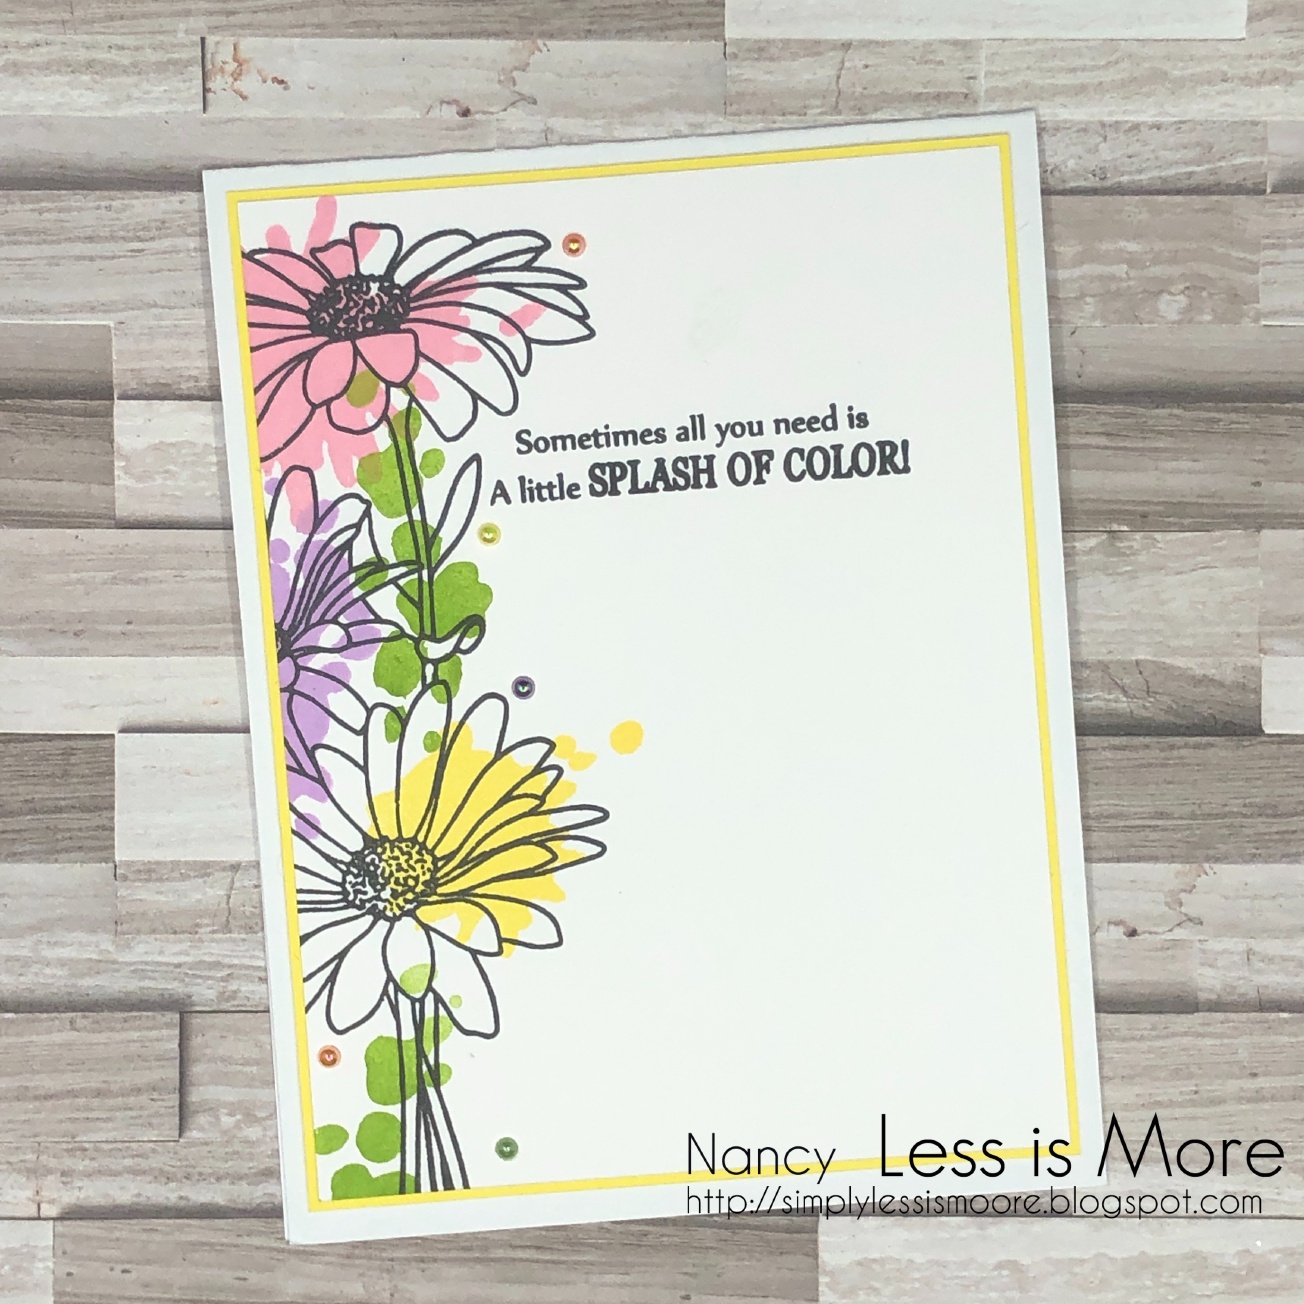 Sometimes all you need is
A little SPLASH OF COLOR!
Nancy Less is More
http://simplylessismoore.blogspot.com